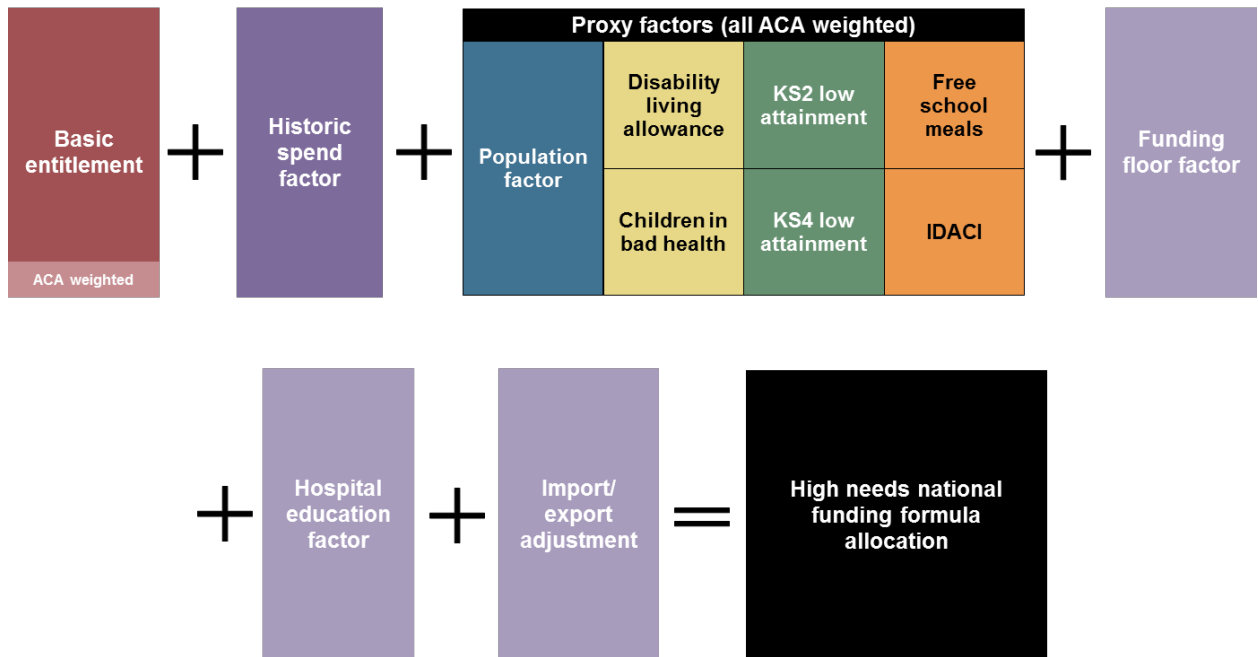 Basic
entitlement
ACA weighted
+
Historic
spend
factor
+
Proxy factors (all ACA weighted)
Population
factor
Disability
living
allowance
KS2 low
attainment
Free
school
meals
Children in
bad health
KS4 low
attainment
IDACI
+
Funding
floor factor
+
Hospital
education
factor
+
Import/
export
adjustment
=
High needs national
funding formula
allocation